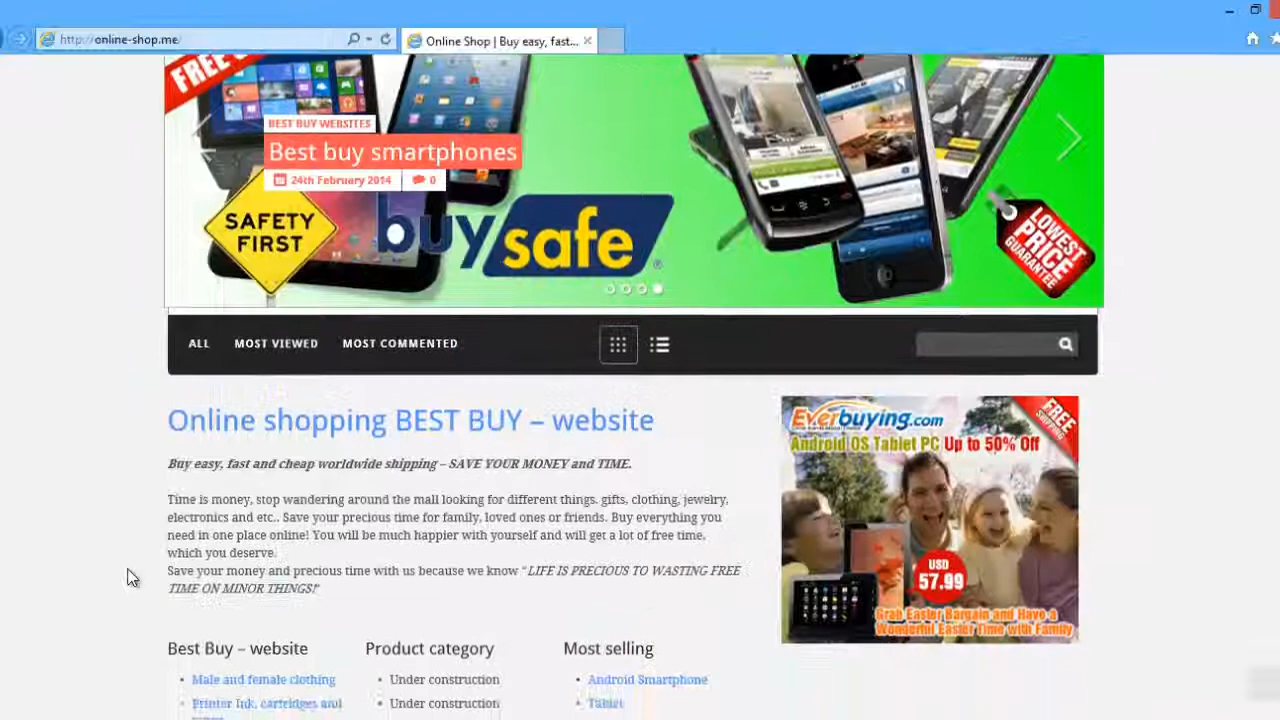 http://online-shop.me/
Online Shop | Buy easy, fast...
FREE
BEST BUY WEBSITES
Best buy smartphones
24th February 2014 0
SAFETY
FIRST
buysafe
LOWEST
PRICE
GUARANTEE
ALL MOST VIEWED MOST COMMENTED
Online shopping BEST BUY – website
Buy easy, fast and cheap worldwide shipping – SAVE YOUR MONEY and TIME.
Time is money, stop wandering around the mall looking for different things. gifts, clothing, jewelry,
electronics and etc.. Save your precious time for family, loved ones or friends. Buy everything you
need in one place online! You will be much happier with yourself and will get a lot of free time,
which you deserve.
Save your money and precious time with us because we know “LIFE IS PRECIOUS TO WASTING FREE
TIME ON MINOR THINGS!”
Everbuying.com
FREE
SHIPPING
Android OS Tablet PC Up to 50% Off
USD
57.99
Grab Easter Bargain and Have a
Wonderful Easter Time with Family
Best Buy – website
Male and female clothing
Printer Ink, cartridges and
Product category
Under construction
Under construction
Most selling
Android Smartphone
Tablet